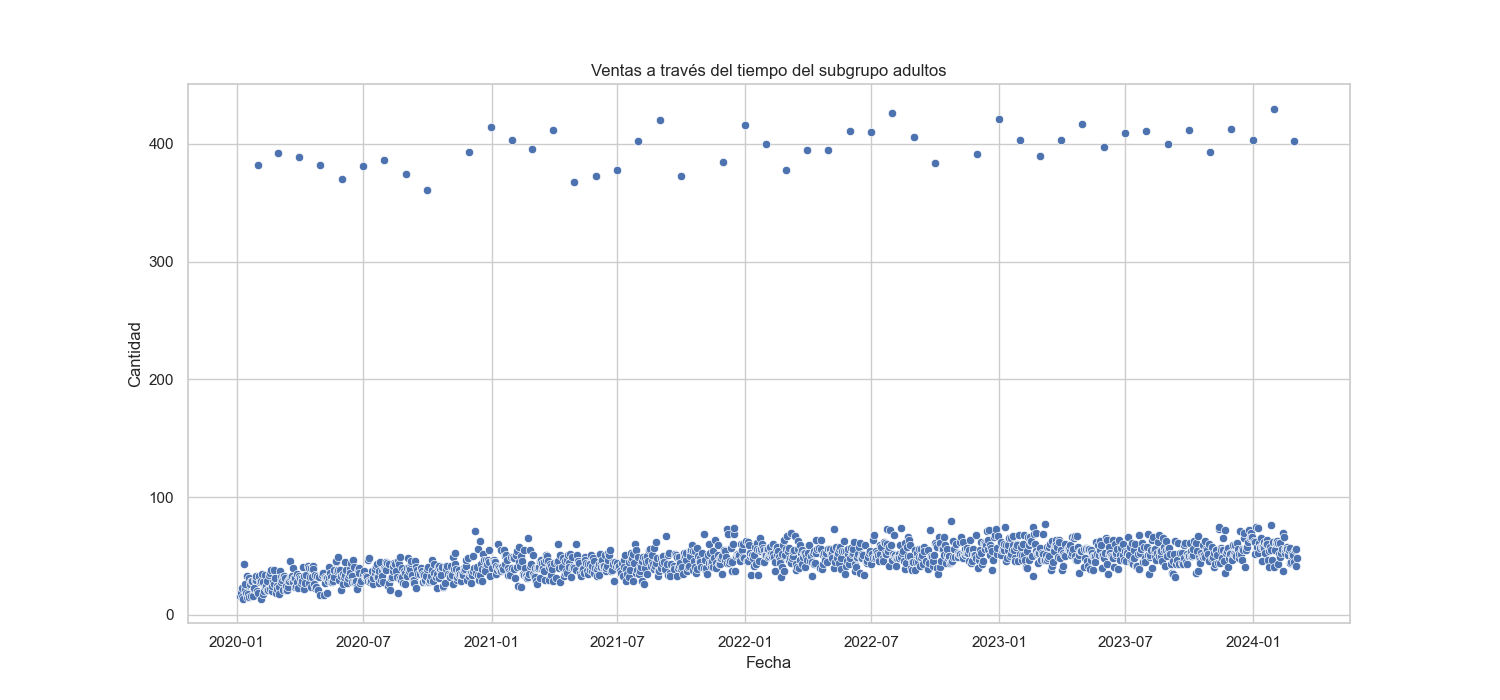 Ventas a través del tiempo del subgrupo adultos
Cantidad
400
300
200
100
0
2020-01 2020-07 2021-01 2021-07 2022-01 2022-07 2023-01 2023-07 2024-01
Fecha